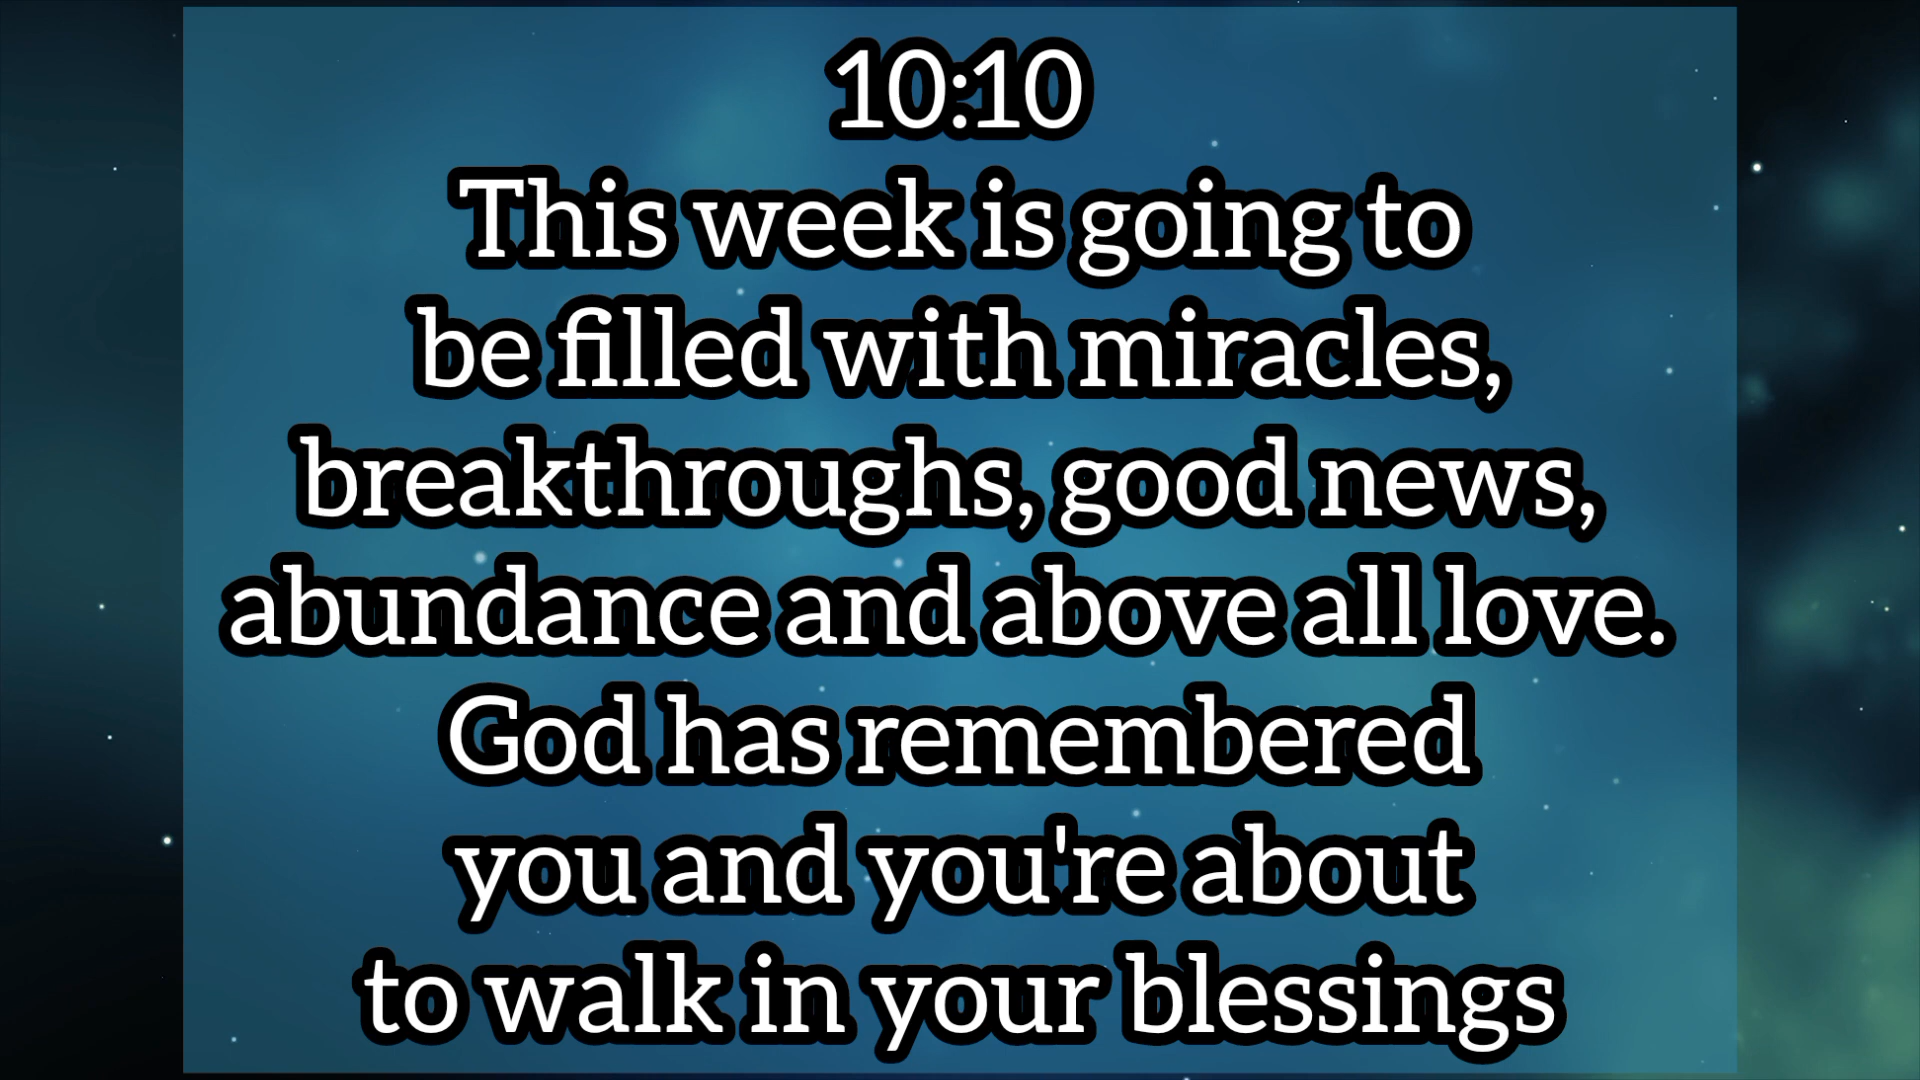 10:10
This week is going to
be filled with miracles,
breakthroughs, good news,
abundance and above all love.
God has remembered
you and you're about
to walk in your blessings